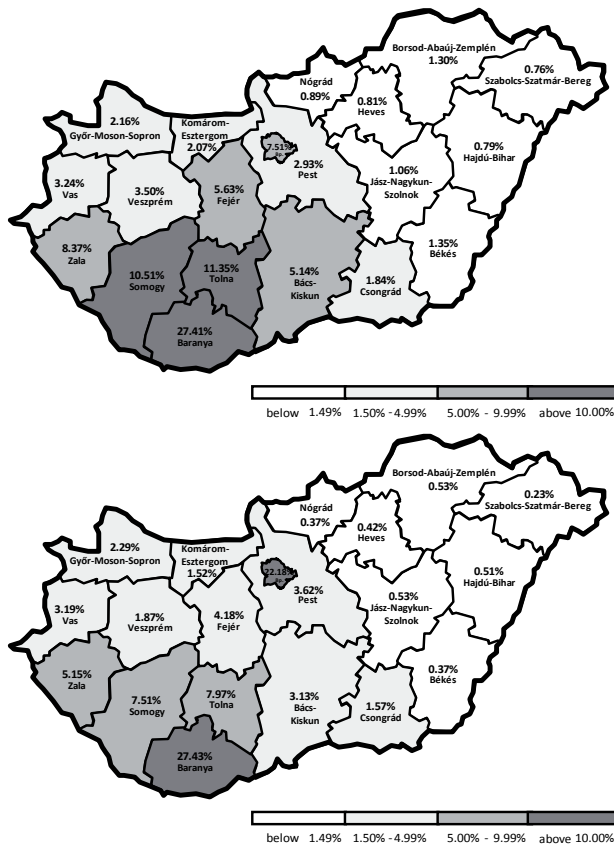 Borsod-Abaúj-Zemplén
1.30%
Nógrád
0.89%
0.76%
Szabolcs-Szatmár-Bereg
0.81%
Heves
2.16%
Győr-Moson-Sopron
Komárom-
Esztergom
2.07%
7.51%
2.93%
Pest
0.79%
Hajdú-Bihar
1.06%
Jász-Nagykun-
Szolnok
3.24%
Vas
3.50%
Veszprém
5.63%
Fejér
8.37%
Zala
10.51%
Somogy
11.35%
Tolna
5.14%
Bács-
Kiskun
1.84%
Csongrád
1.35%
Békés
27.41%
Baranya
below 1.49% 1.50% - 4.99% 5.00% - 9.99% above 10.00%
Borsod-Abaúj-Zemplén
0.53%
Nógrád
0.37%
0.23%
Szabolcs-Szatmár-Bereg
0.42%
Heves
2.29%
Győr-Moson-Sopron
Komárom-
Esztergom
1.52%
22.18%
3.62%
Pest
0.51%
Hajdú-Bihar
0.53%
Jász-Nagykun-
Szolnok
3.19%
Vas
1.87%
Veszprém
4.18%
Fejér
5.15%
Zala
7.51%
Somogy
7.97%
Tolna
3.13%
Bács-
Kiskun
1.57%
Csongrád
0.37%
Békés
27.43%
Baranya
below 1.49% 1.50% - 4.99% 5.00% - 9.99% above 10.00%